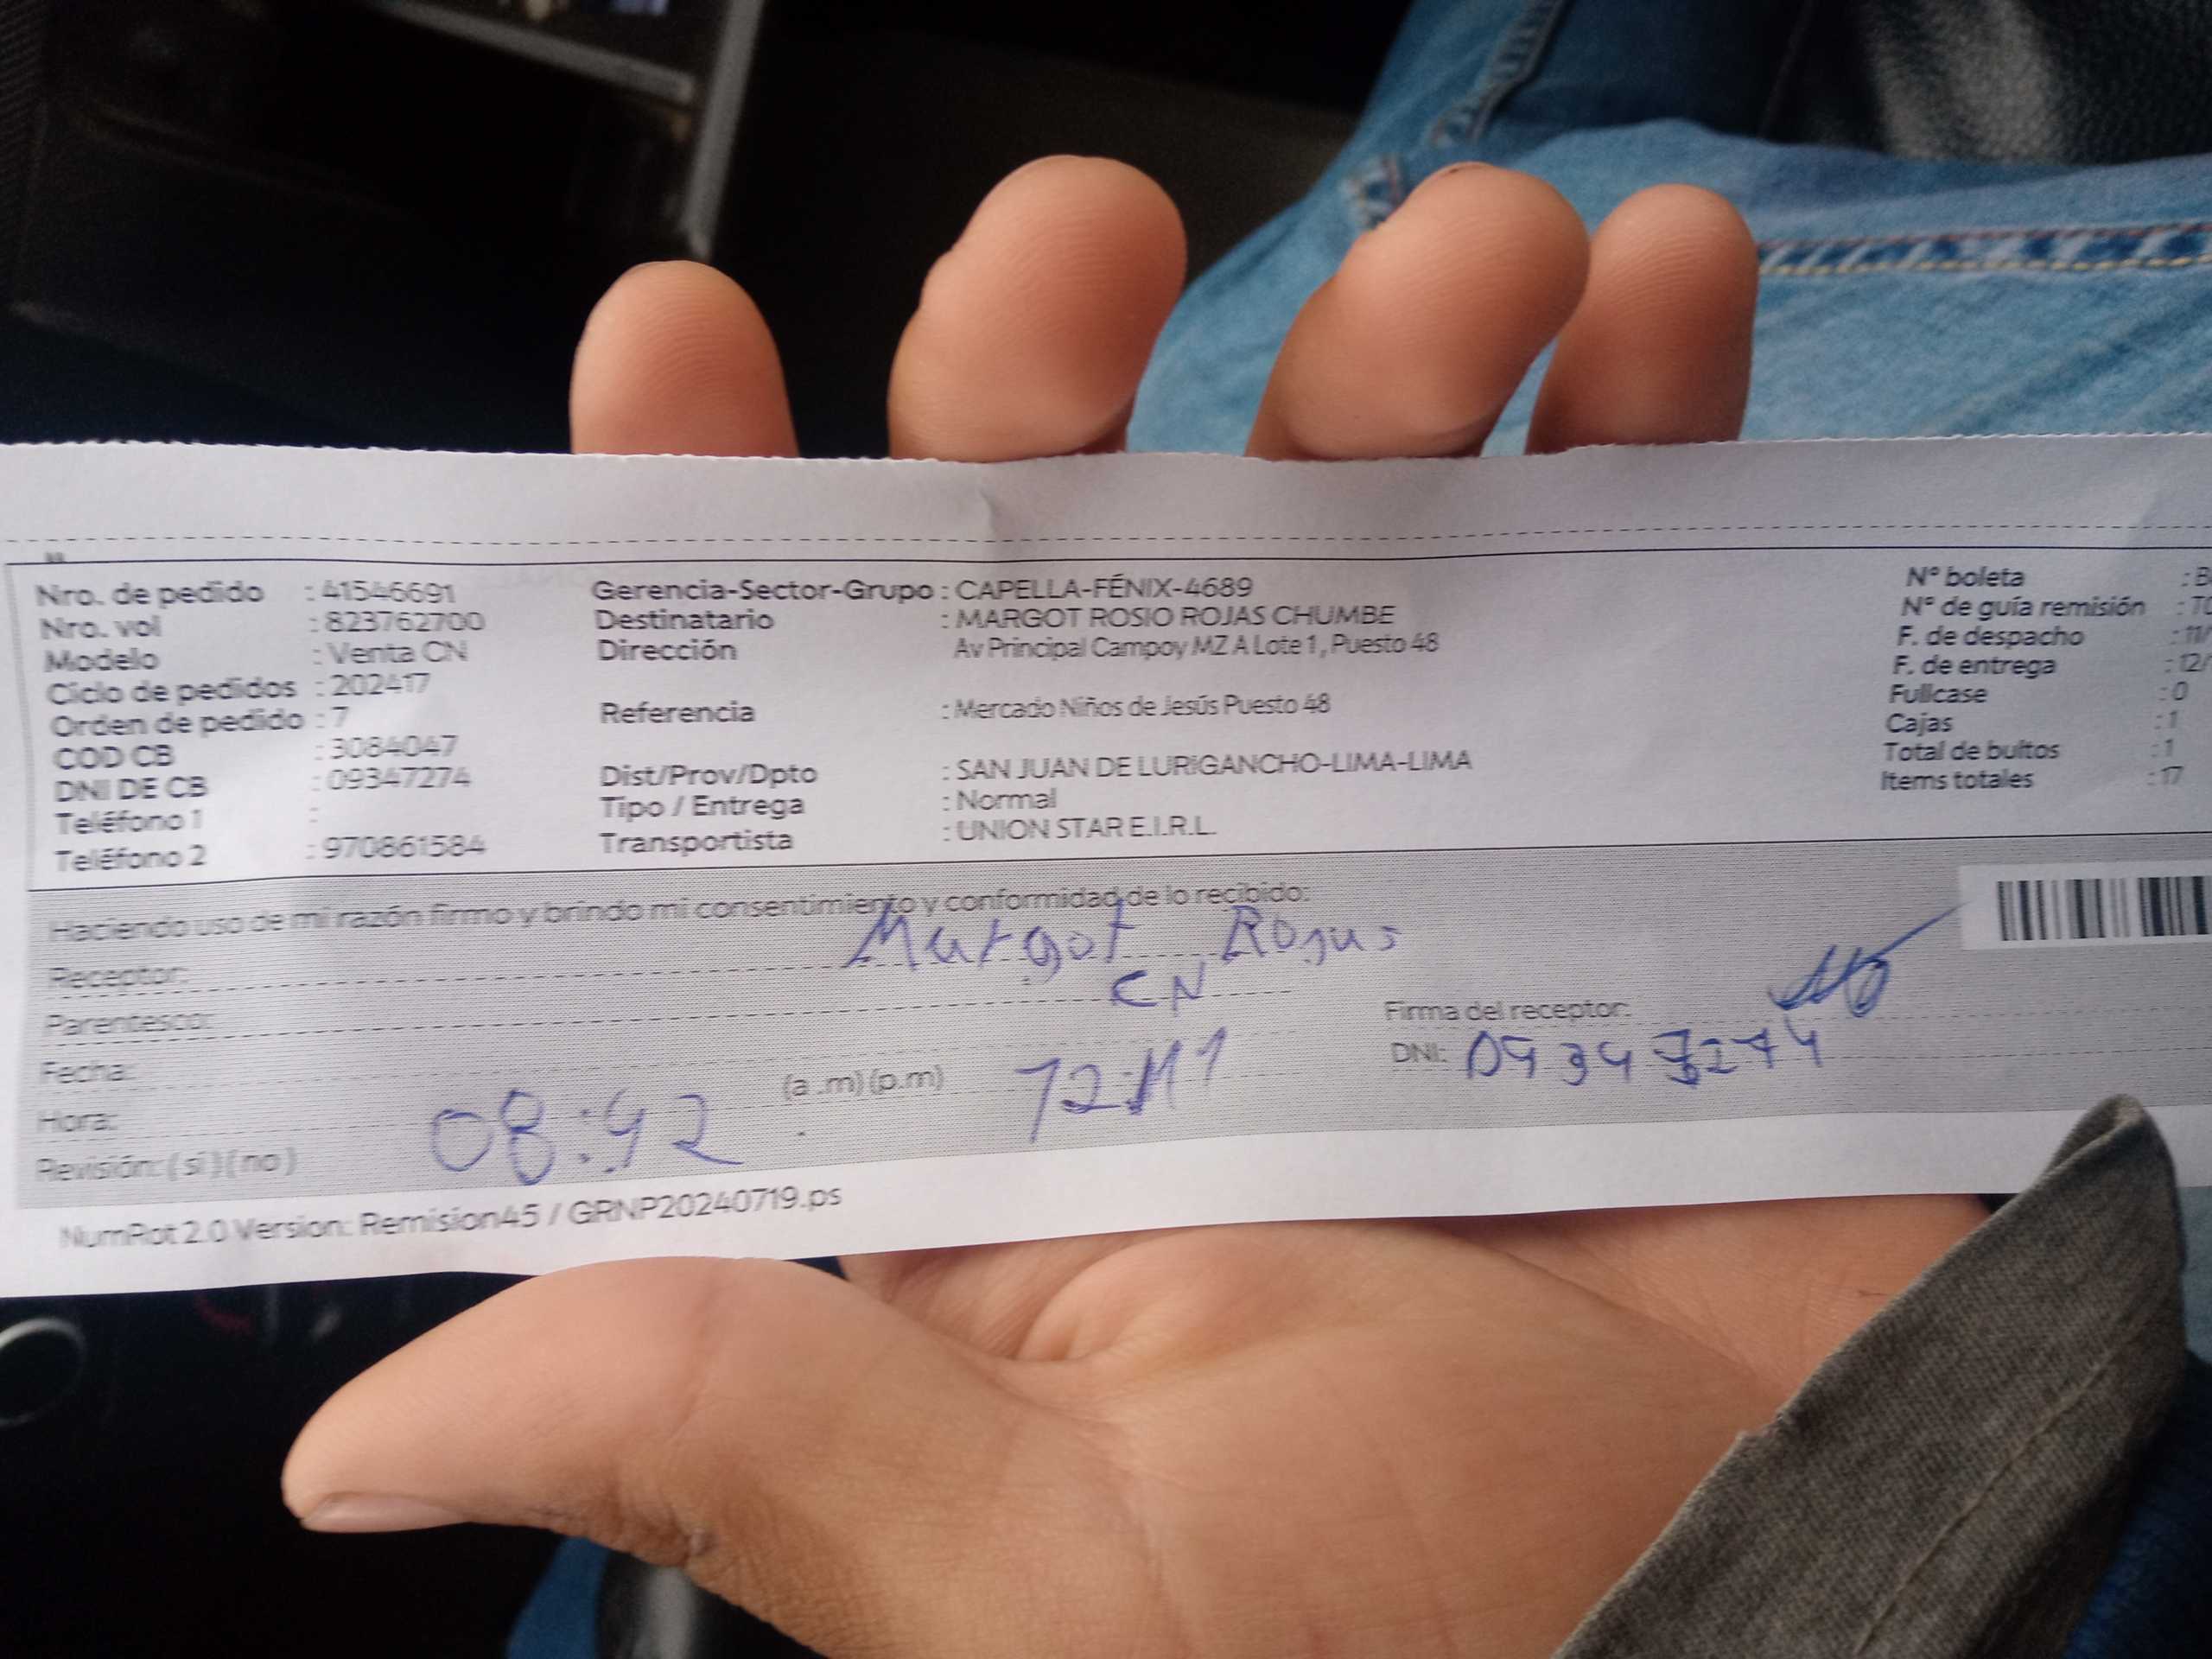 Nro. de pedido : 41546691 Gerencia-Sector-Grupo : CAPELLA-FÉNIX-4689 N° boleta : B
Nro. vol : 823762700 Destinatario : MARGOT ROSIO ROJAS CHUMBE N° de guía remisión : T0
Modelo : Venta CN Dirección Av Principal Campoy MZ A Lote 1, Puesto 48 F. de despacho : 11/
Ciclo de pedidos : 202417 F. de entrega : 12/
Orden de pedido : 7 Referencia : Mercado Niños de Jesús Puesto 48 Fullcase : 0
COD CB : 3084047 Cajas : 1
DNI DE CB : 09347274 Dist/Prov/Dpto : SAN JUAN DE LURIGANCHO-LIMA-LIMA Total de bultos : 1
Teléfono 1 : Tipo / Entrega : Normal Items totales : 17
Teléfono 2 : 970861584 Transportista : UNION STAR E.I.R.L.
Haciendo uso de mi razón firmo y brindo mi consentimiento y conformidad de lo recibido:
Receptor: Margot Rojas
Parentesco: CN Firma del receptor:
Fecha: 12-11 DNI:
Hora: 08:42 (a .m) (p.m)
Revisión: ( sí ) ( no )
NumRot 2.0 Version: Remision45 / GRNP20240719.ps